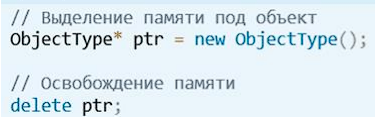 // Выделение памяти под объект
ObjectType* ptr = new ObjectType();
// Освобождение памяти
delete ptr;